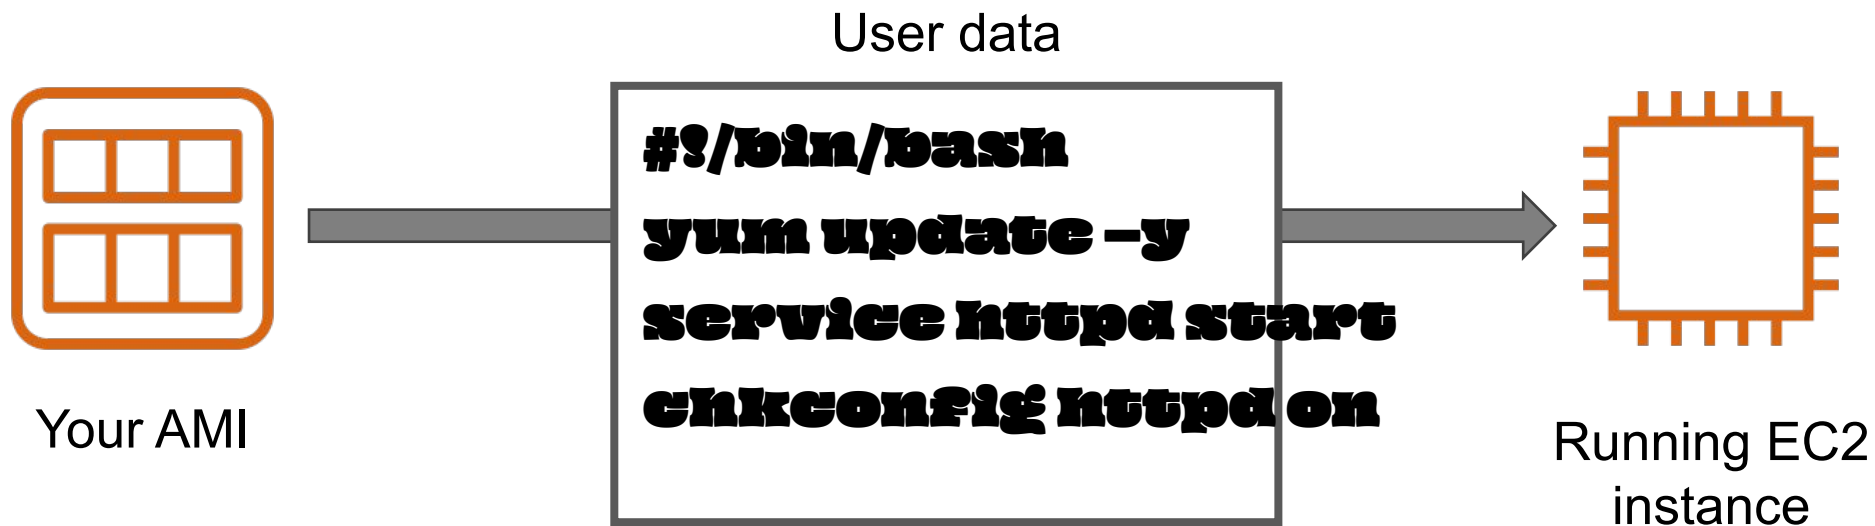 User data
#!/bin/bash
yum update –y
service httpd start
chkconfig httpd on
Your AMI
Running EC2
instance